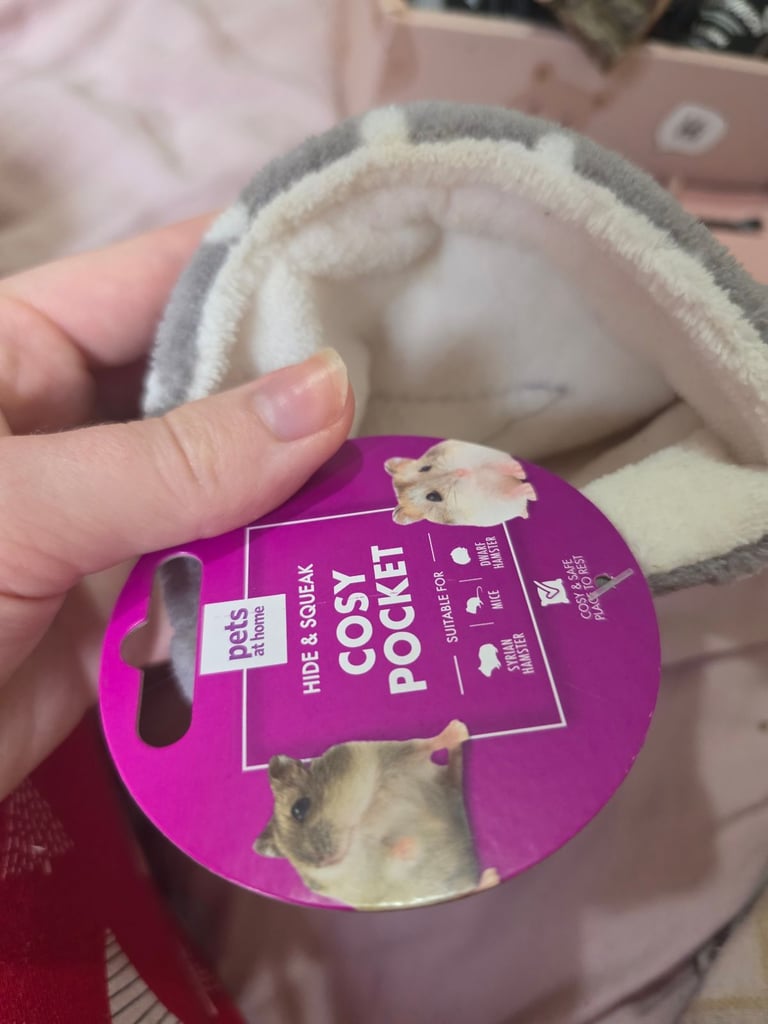 pets
at home
HIDE & SQUEAK
COSY
POCKET
SUITABLE FOR
SYRIAN
HAMSTER
MICE
DWARF
HAMSTER
COSY & SAFE
PLACE TO REST